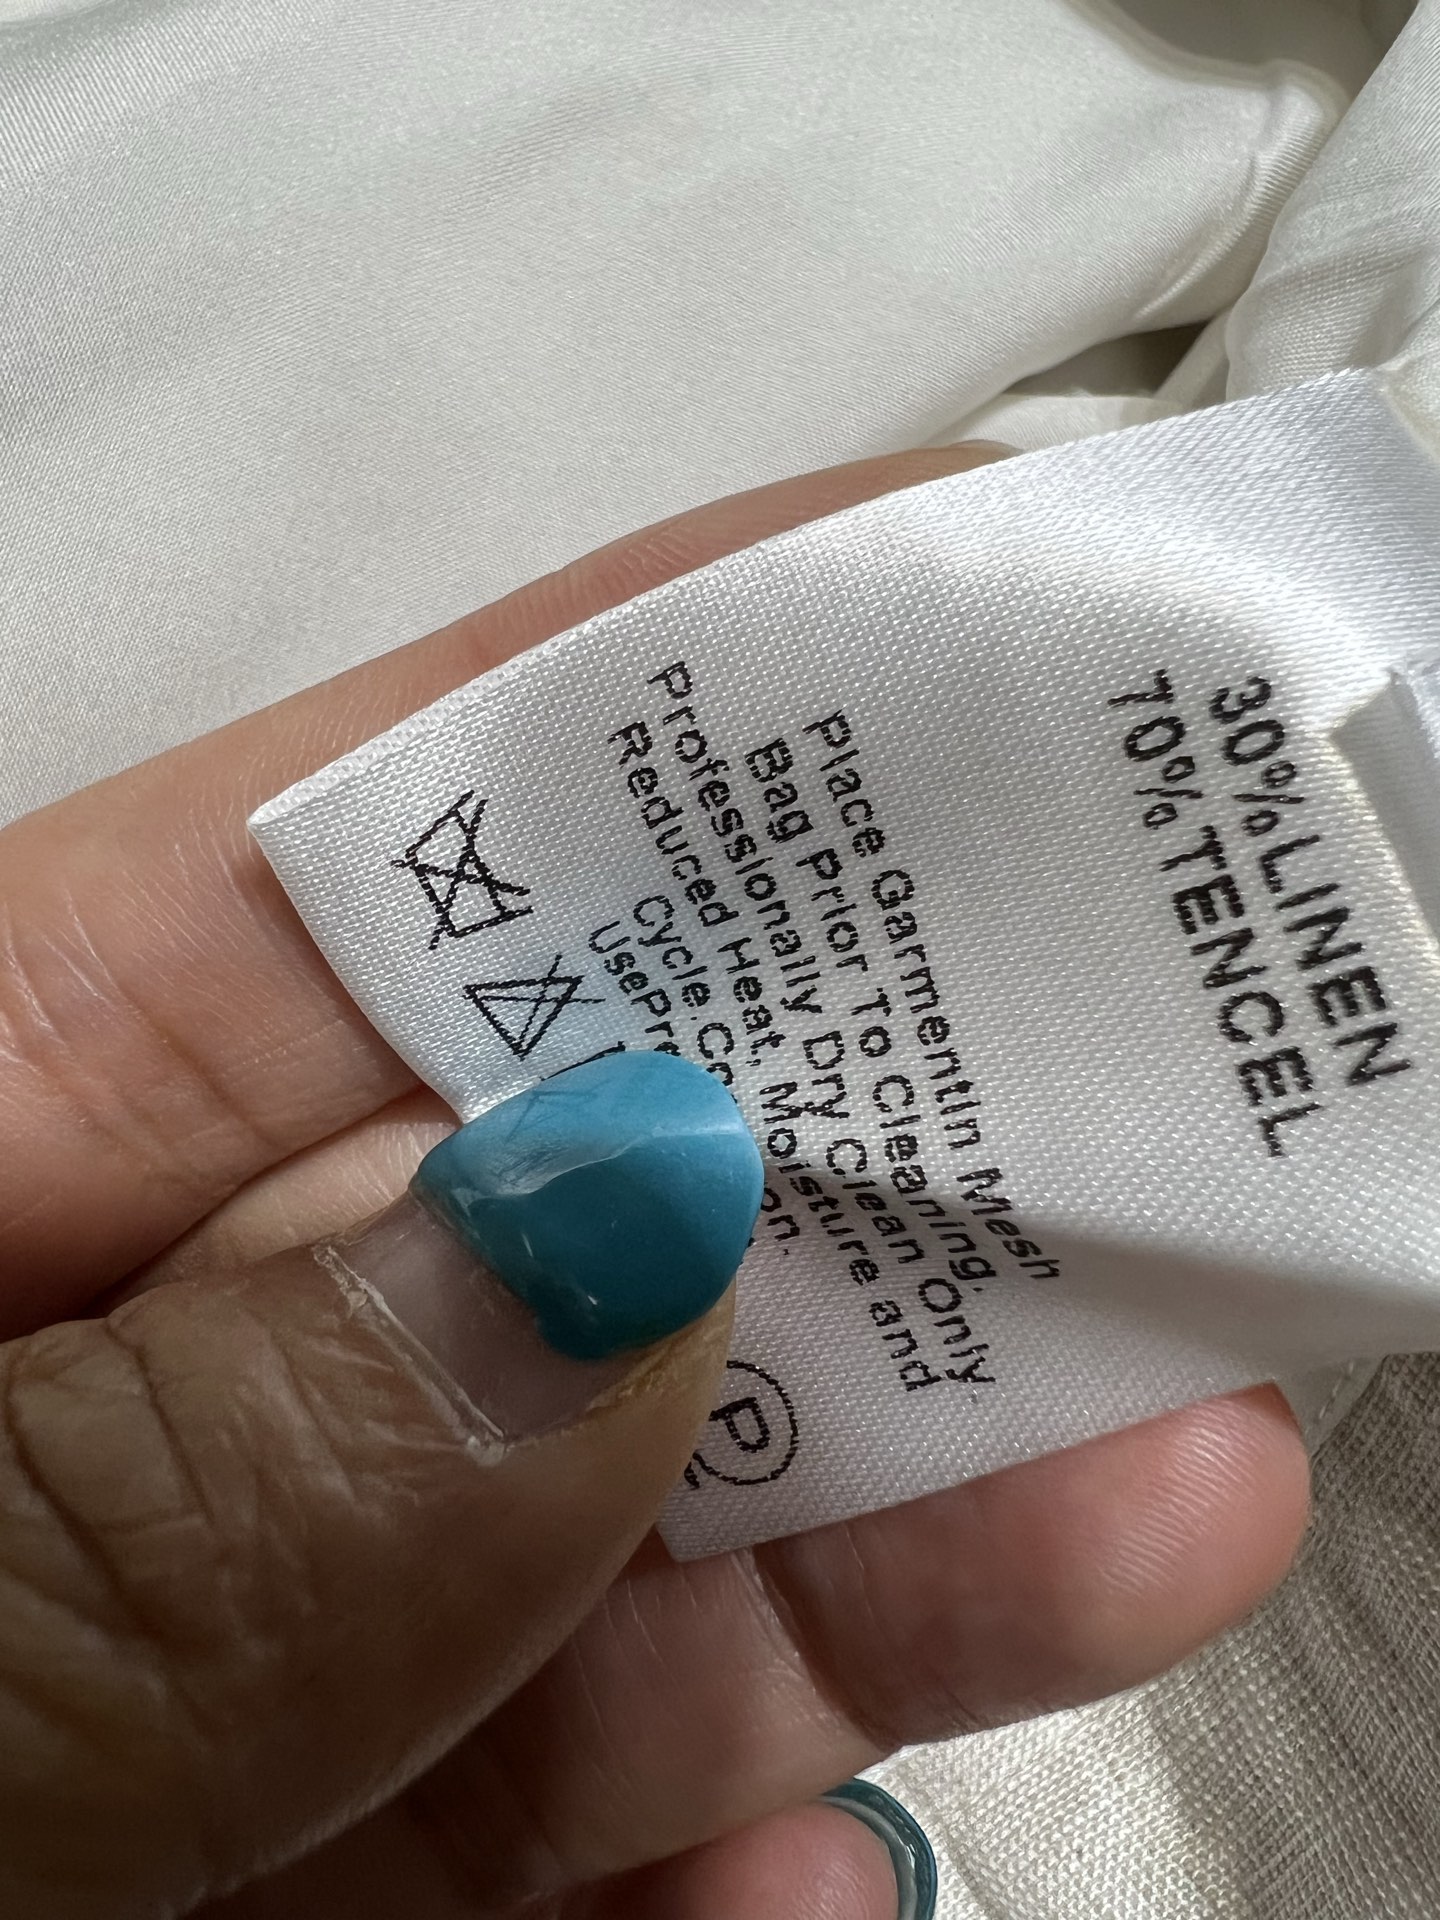 30% LINEN
70% TENCEL
Place Garmentin Mesh
Bag Prior To Cleaning.
Professionally Dry Clean Only.
Reduced Heat, Moisture and
Cycle.
P